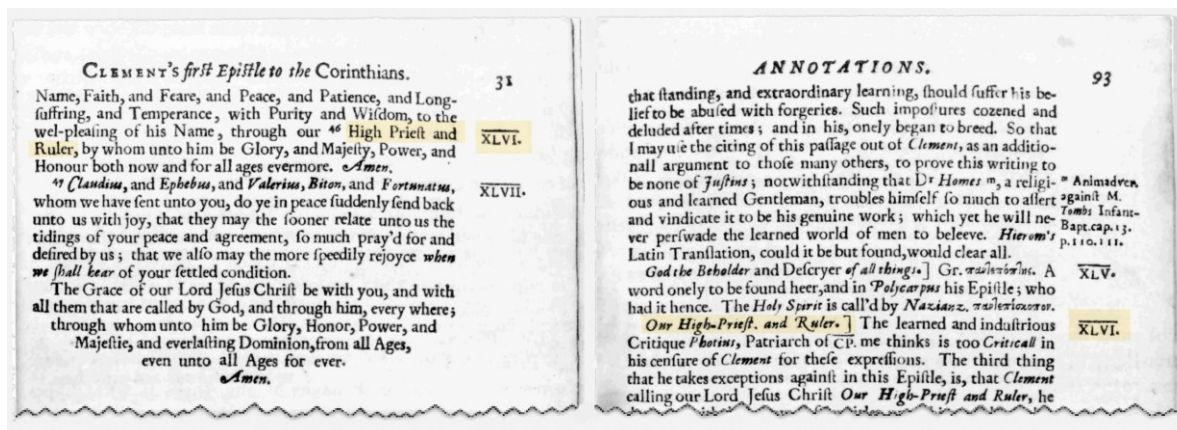 CLEMENT'S first Epistle to the Corinthians. 31
Name, Faith, and Feare, and Peace, and Patience, and Long-
suffring, and Temperance, with Purity and Wisdom, to the
wel-pleasing of his Name, through our ⁴⁶ High Priest and
XLVI.
Ruler, by whom unto him be Glory, and Majesty, Power, and
Honour both now and for all ages evermore. Amen.
⁴⁷ Claudius, and Ephebus, and Valerius, Biton, and Fortunatus,
XLVII.
whom we have sent unto you, do ye in peace suddenly send back
unto us with joy, that they may the sooner relate unto us the
tidings of your peace and agreement, so much pray'd for and
desired by us; that we also may the more speedily rejoyce when
we shall hear of your settled condition.
The Grace of our Lord Jesus Christ be with you, and with
all them that are called by God, and through him, every where;
through whom unto him be Glory, Honor, Power, and
Majestie, and everlasting Dominion, from all Ages,
even unto all Ages for ever.
Amen.
ANNOTATIONS. 93
that standing, and extraordinary learning, should suffer his be-
lief to be abused with forgeries. Such impostures cozened and
deluded after times; and in his, onely began to breed. So that
I may use the citing of this passage out of Clement, as an additio-
nall argument to those many others, to prove this writing to
be none of Justins; notwithstanding that Dr Homes ᵐ, a religi-
ous and learned Gentleman, troubles himself so much to assert
and vindicate it to be his genuine work; which yet he will ne-
ver perswade the learned world of men to beleeve. Hierom's
Latin Translation, could it be but found, would clear all.
ᵐ Animadver.
against M.
Tombs Infant-
Bapt. cap. 13.
p. 110. 111.
God the Beholder and Descryer of all things.] Gr. παντεπόπτης. A
XLV.
word onely to be found heer, and in Polycarpus his Epistle; who
had it hence. The Holy Spirit is call'd by Nazianz. παντεπίσκοπον.
Our High-Priest, and Ruler.] The learned and industrious
XLVI.
Critique Photius, Patriarch of CP. me thinks is too Criticall in
his censure of Clement for these expressions. The third thing
that he takes exceptions against in this Epistle, is, that Clement
calling our Lord Jesus Christ Our High-Priest and Ruler, he